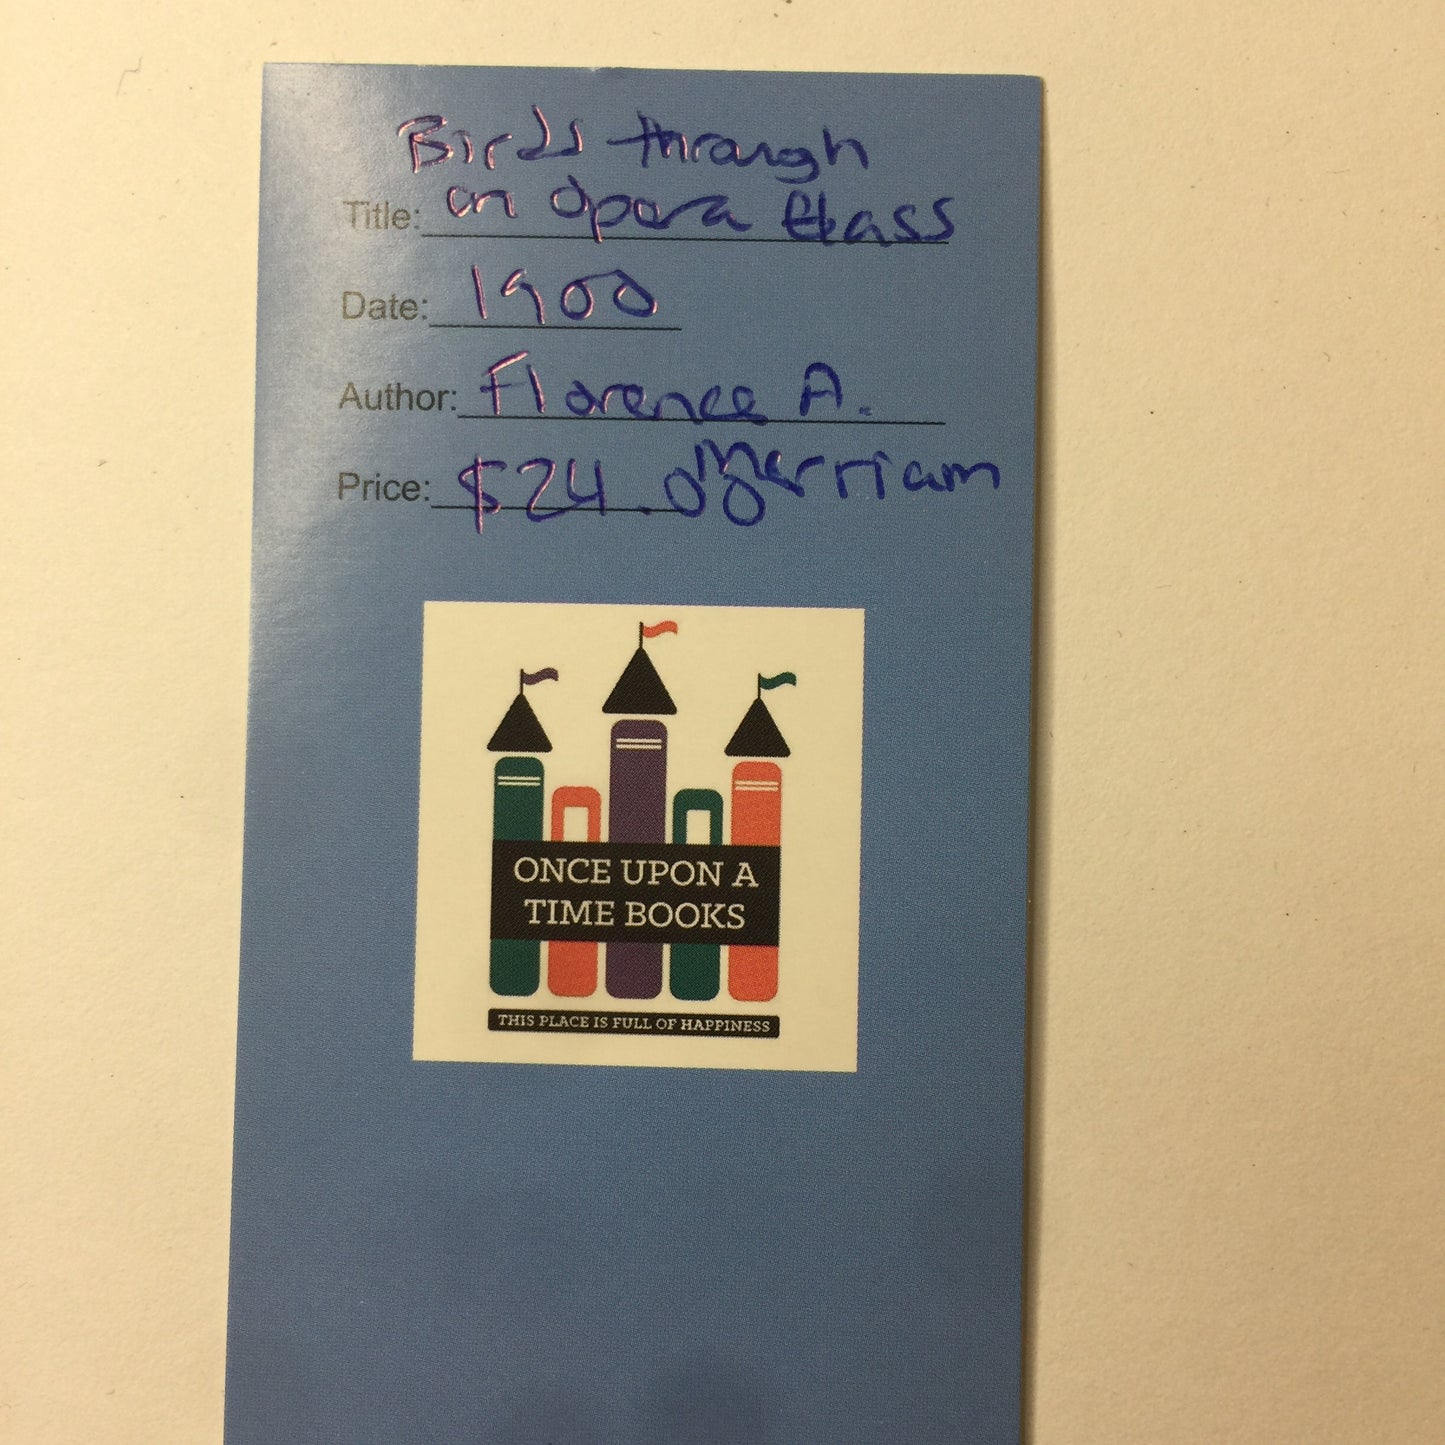 Birds through
Title: an Opera Glass
Date: 1900
Author: Florence A.
Merriam
Price: $24.00
ONCE UPON A
TIME BOOKS
THIS PLACE IS FULL OF HAPPINESS